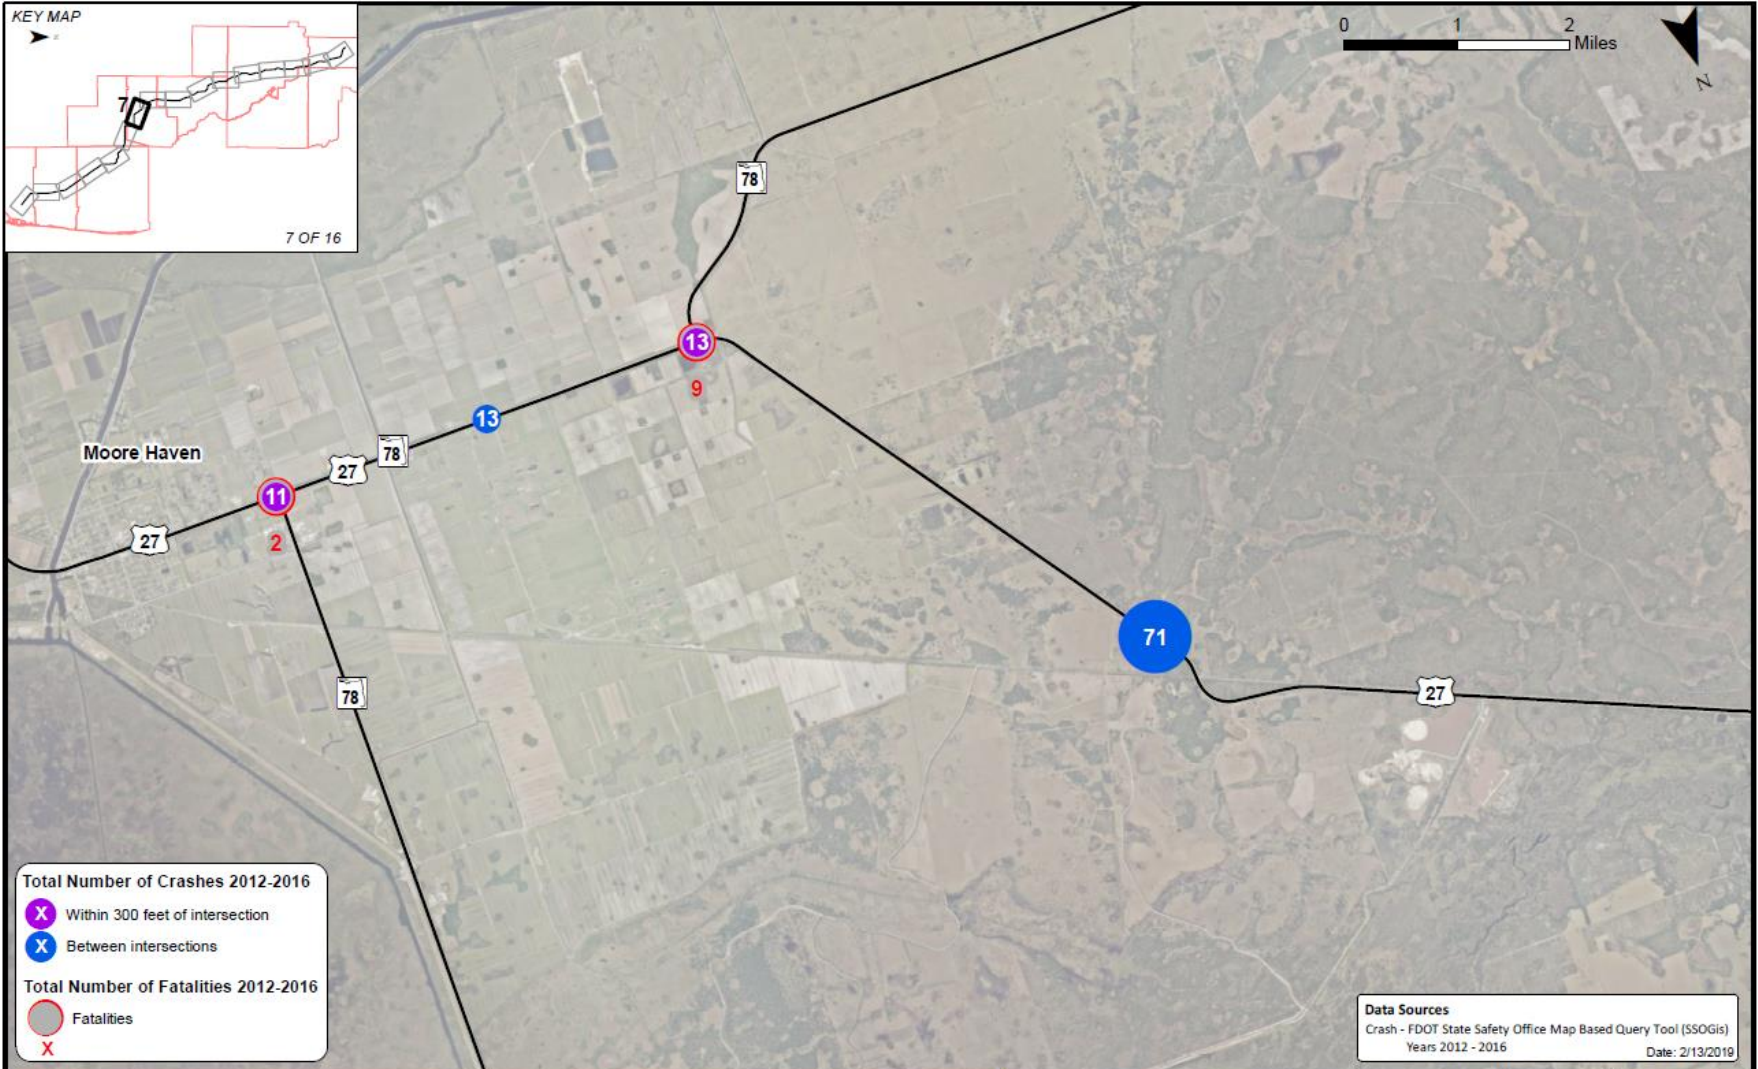 KEY MAP
7
7 OF 16
0 1 2
Miles
N
78
13
9
13
78
27
Moore Haven
11
2
27
71
27
78
Total Number of Crashes 2012-2016
X Within 300 feet of intersection
X Between intersections
Total Number of Fatalities 2012-2016
Fatalities
X
Data Sources
Crash - FDOT State Safety Office Map Based Query Tool (SSOGis)
Years 2012 - 2016
Date: 2/13/2019